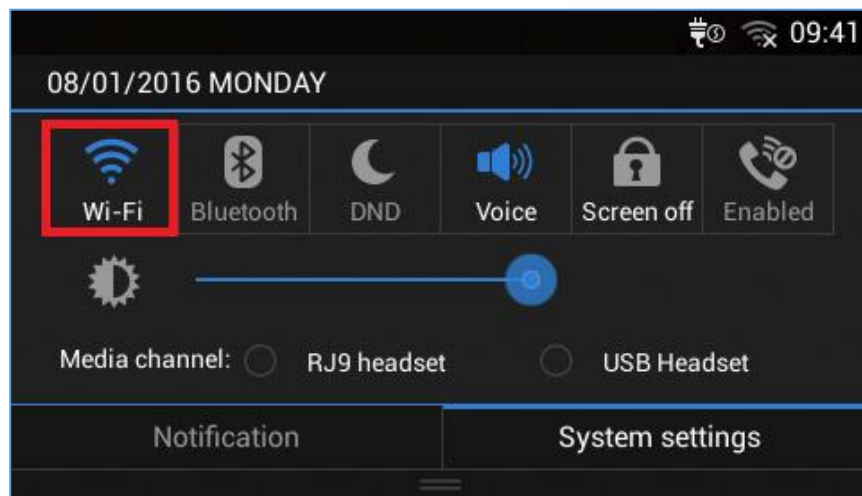 09:41
08/01/2016 MONDAY
Wi-Fi Bluetooth DND Voice Screen off Enabled
Media channel: RJ9 headset USB Headset
Notification System settings